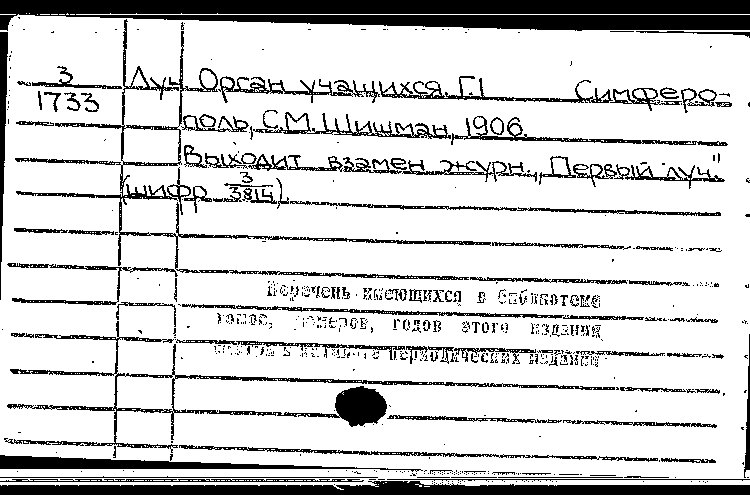 3 Луч Орган учащихся. Г.I Симферо-
1733 поль, С.М. Шишман, 1906.
Выходит взамен журн. „Первый луч."
(шифр 3/3814).
Перечень имеющихся в библиотеке
томов, номеров, годов этого издания
каталоге периодических изданий